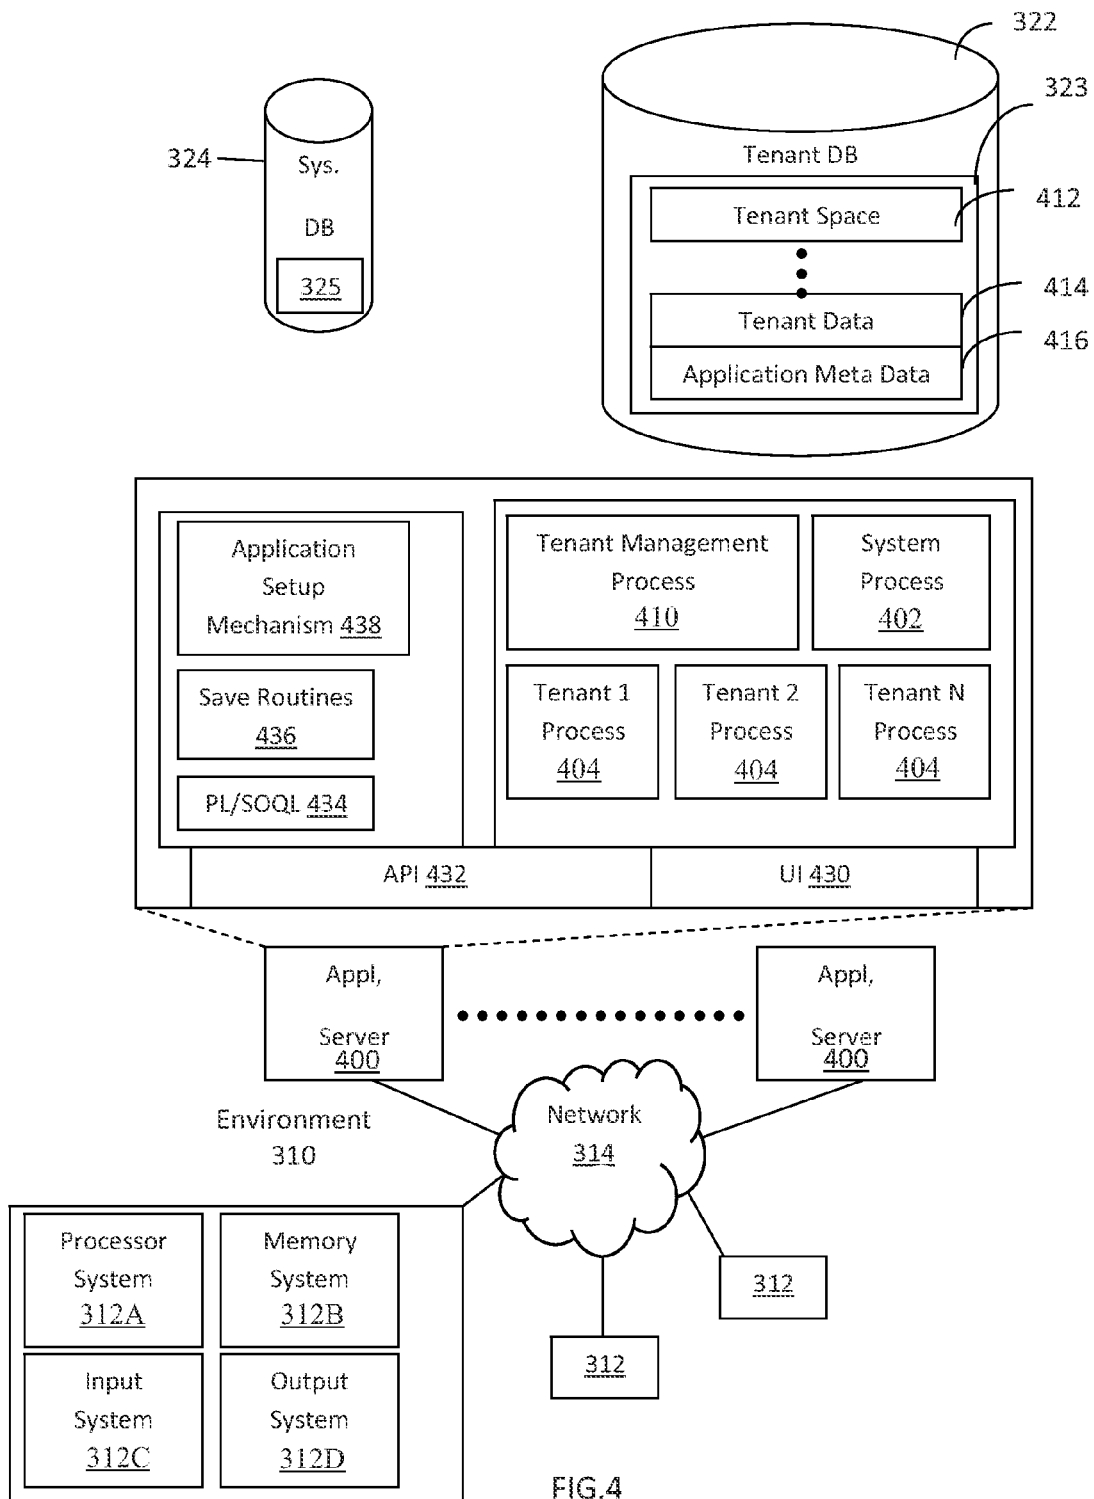 322
323
324
Sys.
DB
325
Tenant DB
Tenant Space
412
Tenant Data
414
Application Meta Data
416
Application
Setup
Mechanism 438
Save Routines
436
PL/SOQL 434
Tenant Management
Process
410
System
Process
402
Tenant 1
Process
404
Tenant 2
Process
404
Tenant N
Process
404
API 432
UI 430
Appl,
Server
400
Appl,
Server
400
Environment
310
Network
314
Processor
System
312A
Memory
System
312B
Input
System
312C
Output
System
312D
312
312
FIG.4